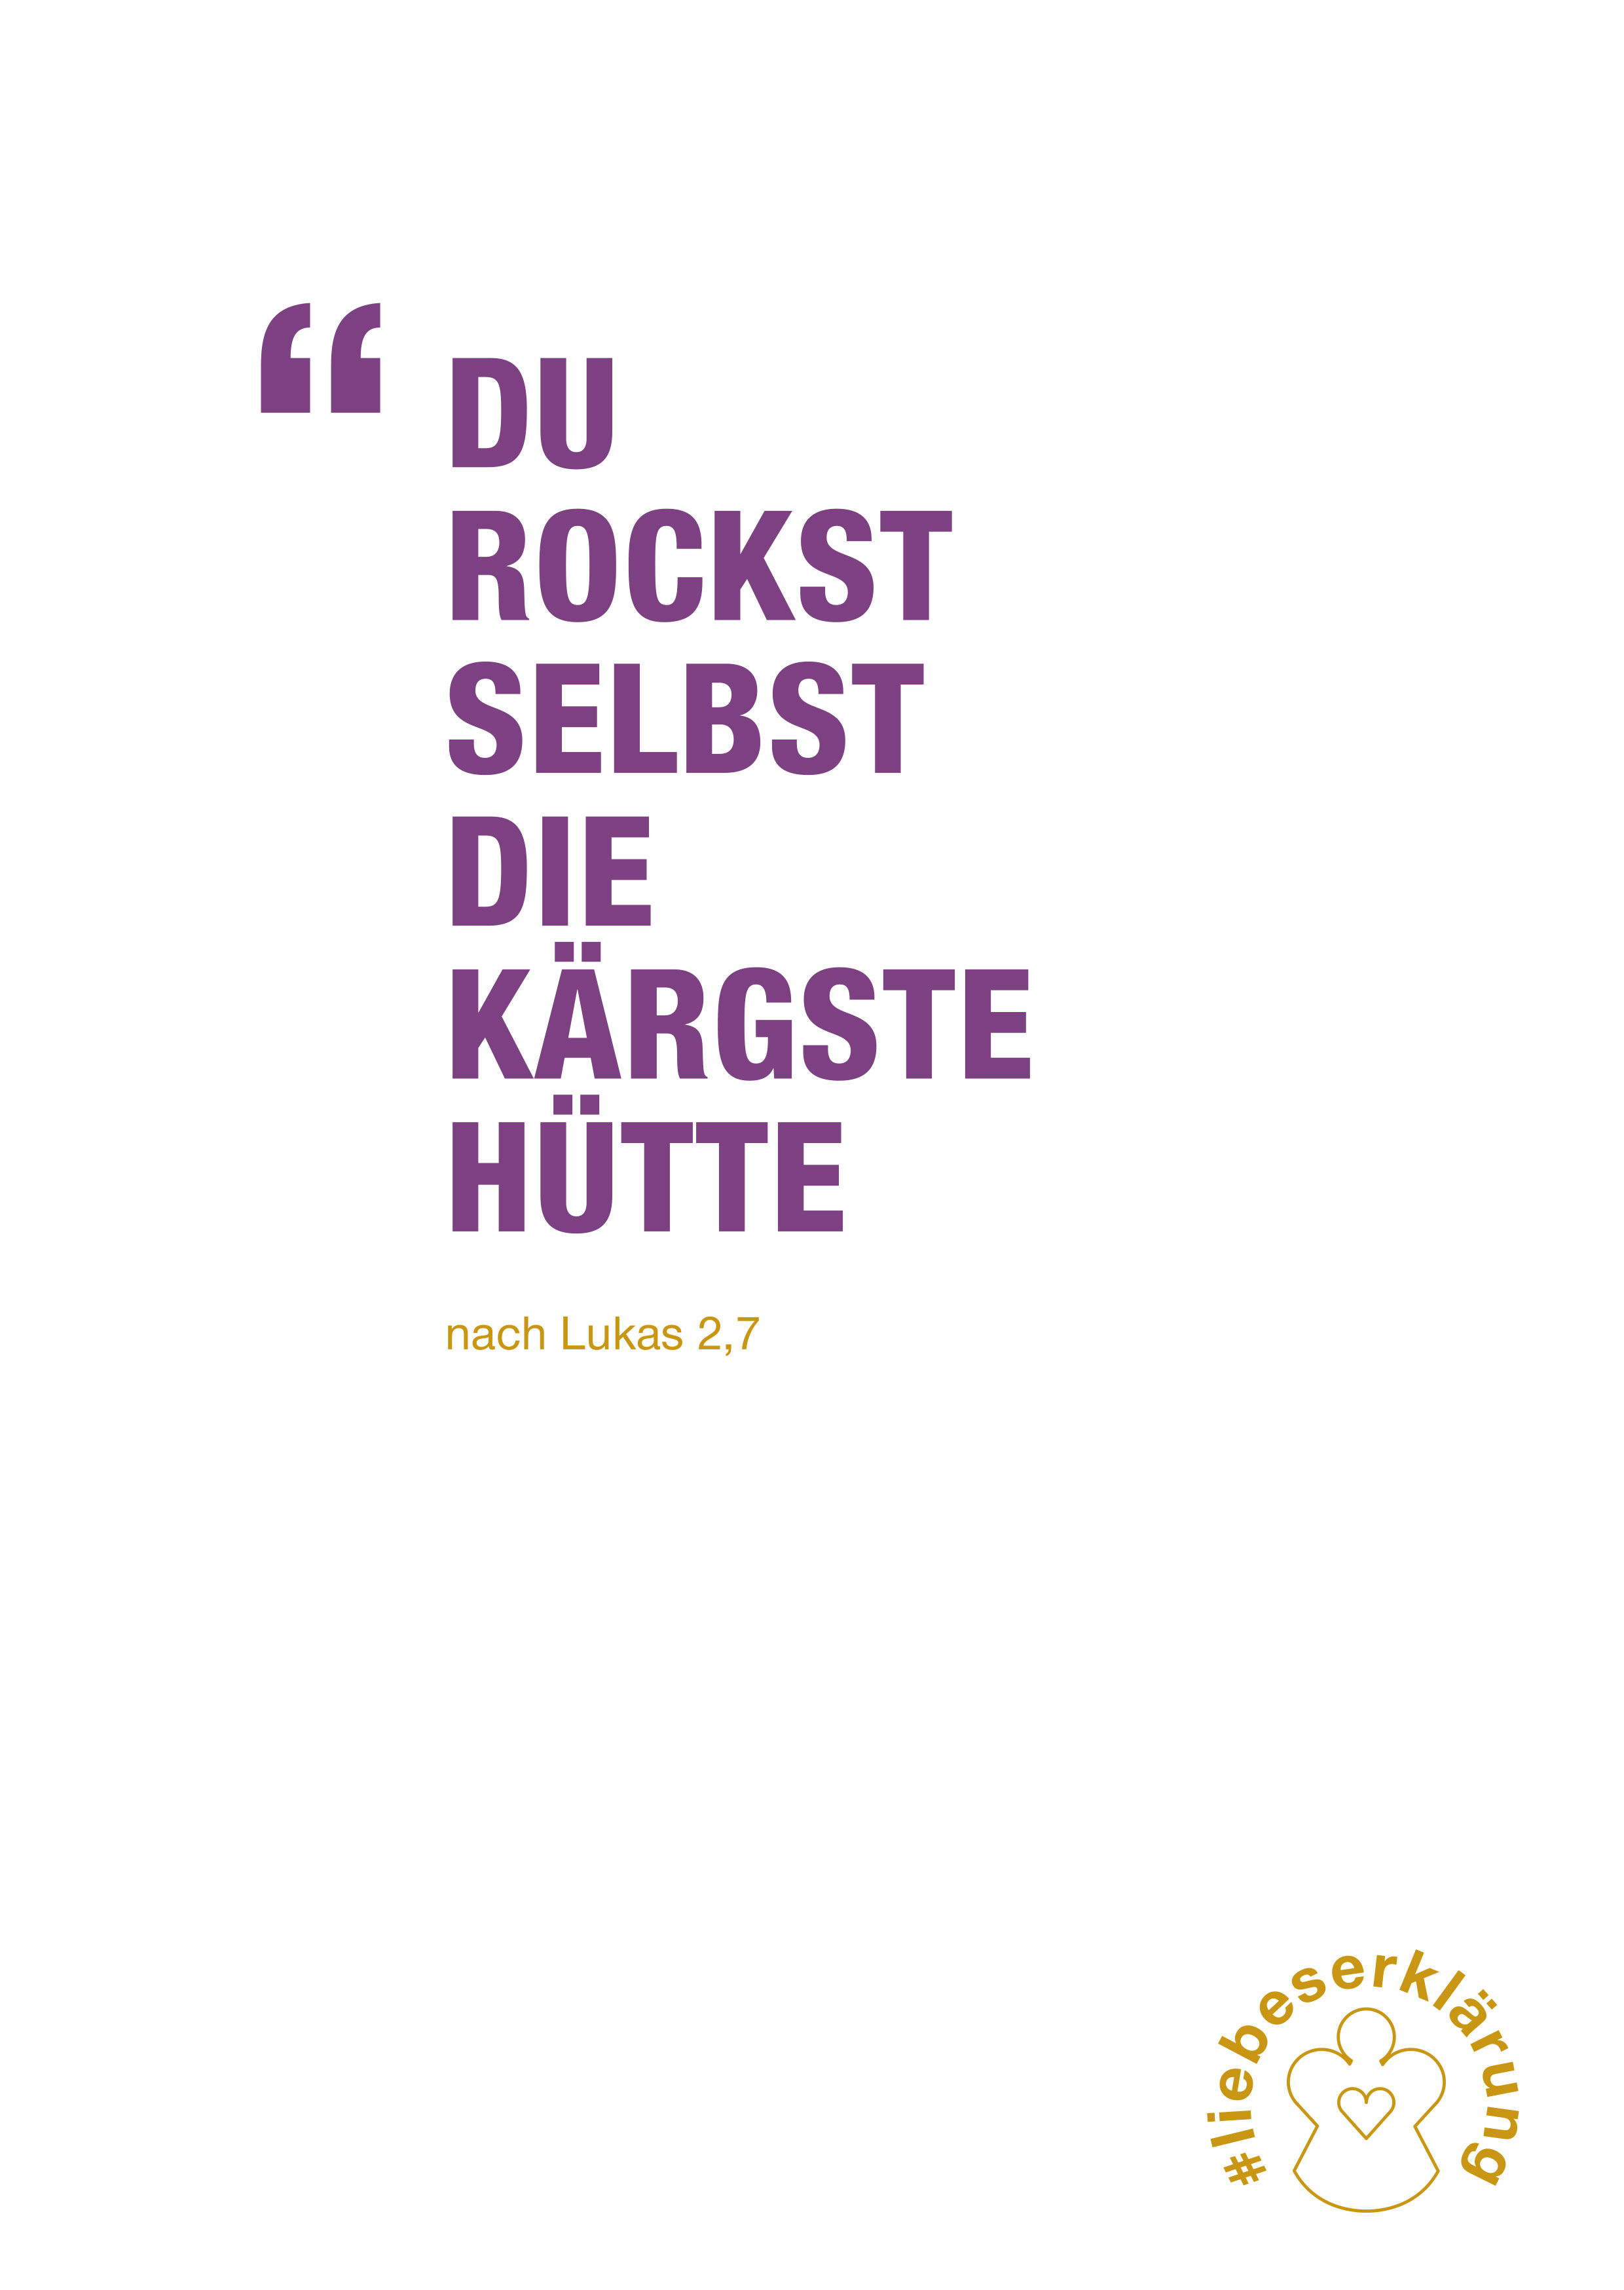 “DU
ROCKST
SELBST
DIE
KÄRGSTE
HÜTTE
nach Lukas 2,7
#liebeserklärung